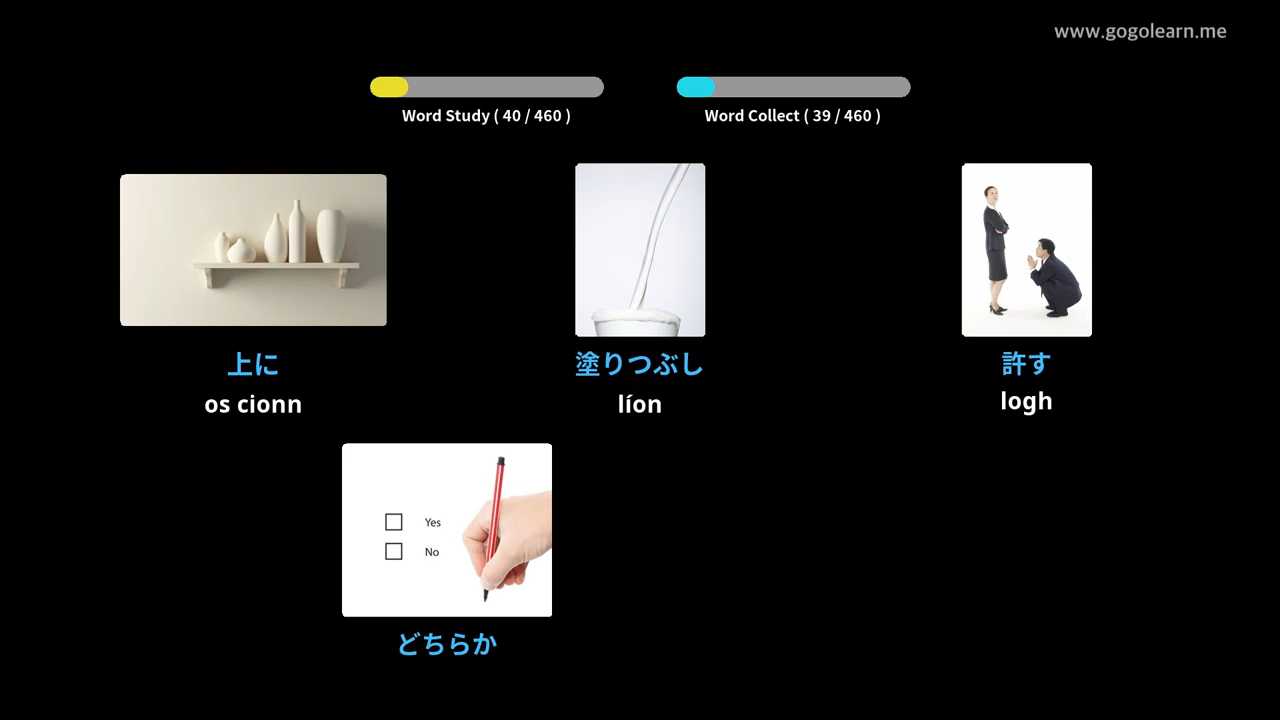 www.gogolearn.me
Word Study ( 40 / 460 )
Word Collect ( 39 / 460 )
上に
os cionn
塗りつぶし
líon
許す
logh
Yes
No
どちらか